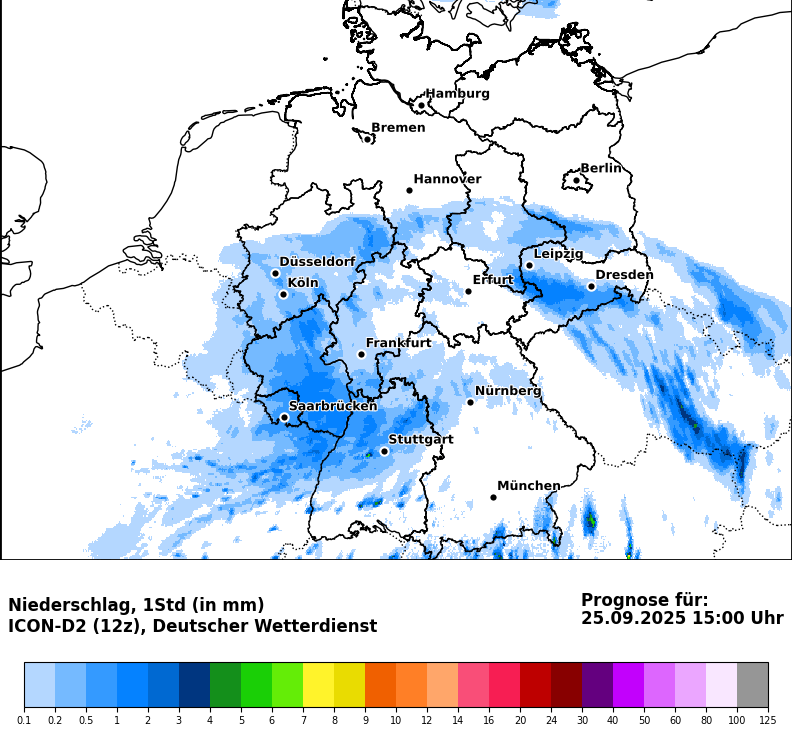 Hamburg
Bremen
Berlin
Hannover
Leipzig
Düsseldorf
Dresden
Köln
Erfurt
Frankfurt
Nürnberg
Saarbrücken
Stuttgart
München
Niederschlag, 1Std (in mm)
ICON-D2 (12z), Deutscher Wetterdienst
Prognose für:
25.09.2025 15:00 Uhr
0.1 0.2 0.5 1 2 3 4 5 6 7 8 9 10 12 14 16 20 24 30 40 50 60 80 100 125